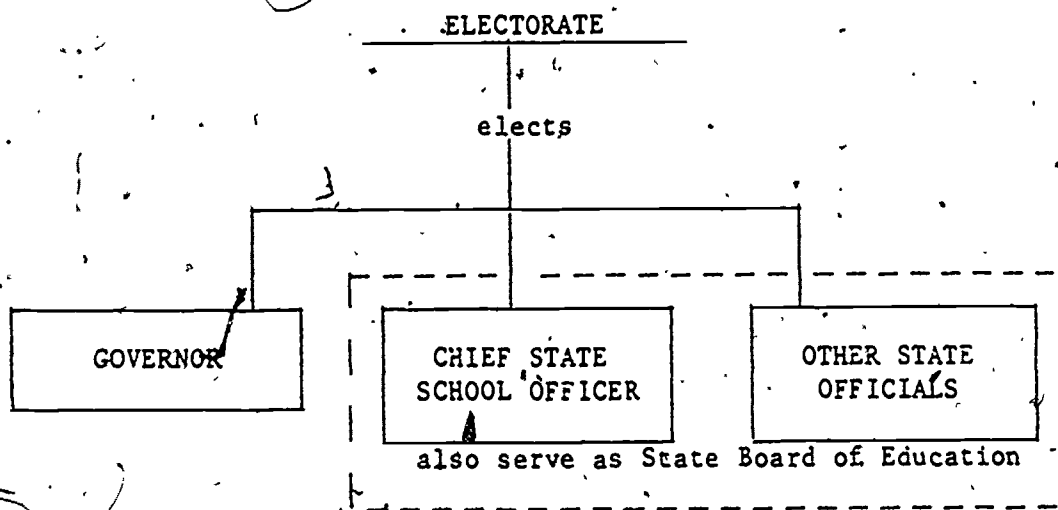 ELECTORATE
elects
GOVERNOR
CHIEF STATE
SCHOOL OFFICER
OTHER STATE
OFFICIALS
also serve as State Board of Education